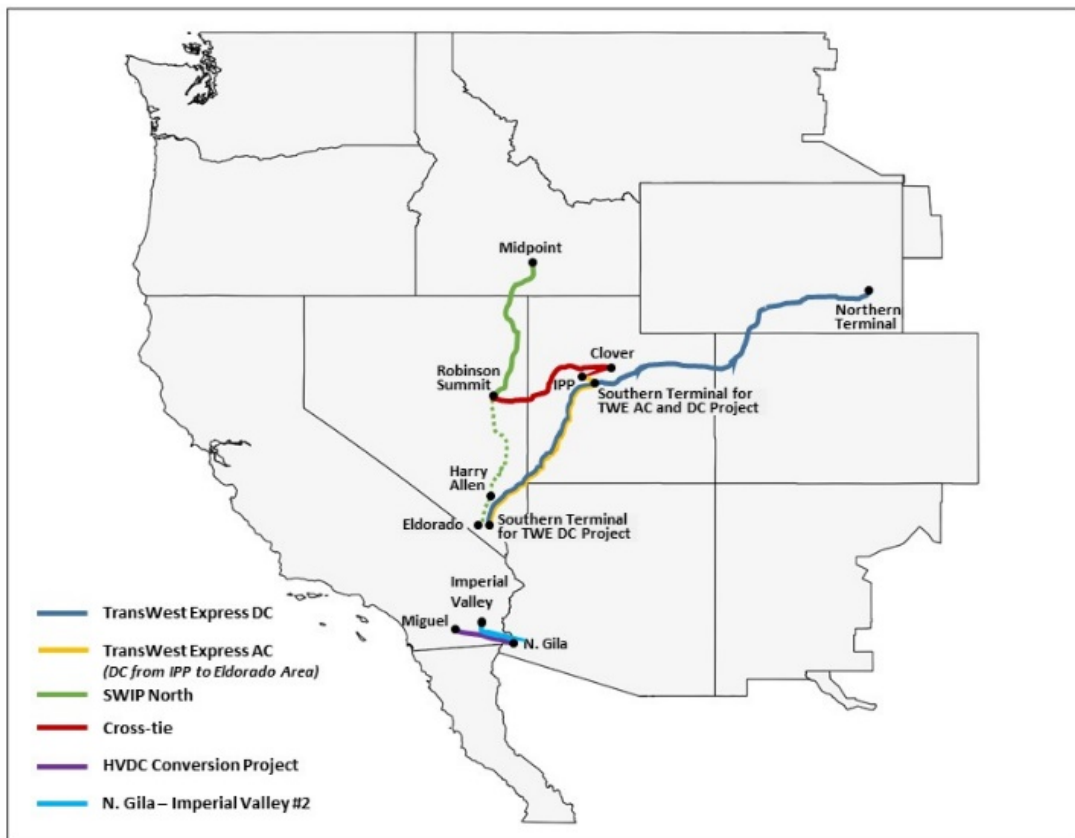 Midpoint
Northern
Terminal
Clover
Robinson
Summit
IPP
Southern Terminal for
TWE AC and DC Project
Harry
Allen
Eldorado
Southern Terminal
for TWE DC Project
Imperial
Valley
Miguel
N. Gila
TransWest Express DC
TransWest Express AC
(DC from IPP to Eldorado Area)
SWIP North
Cross-tie
HVDC Conversion Project
N. Gila – Imperial Valley #2